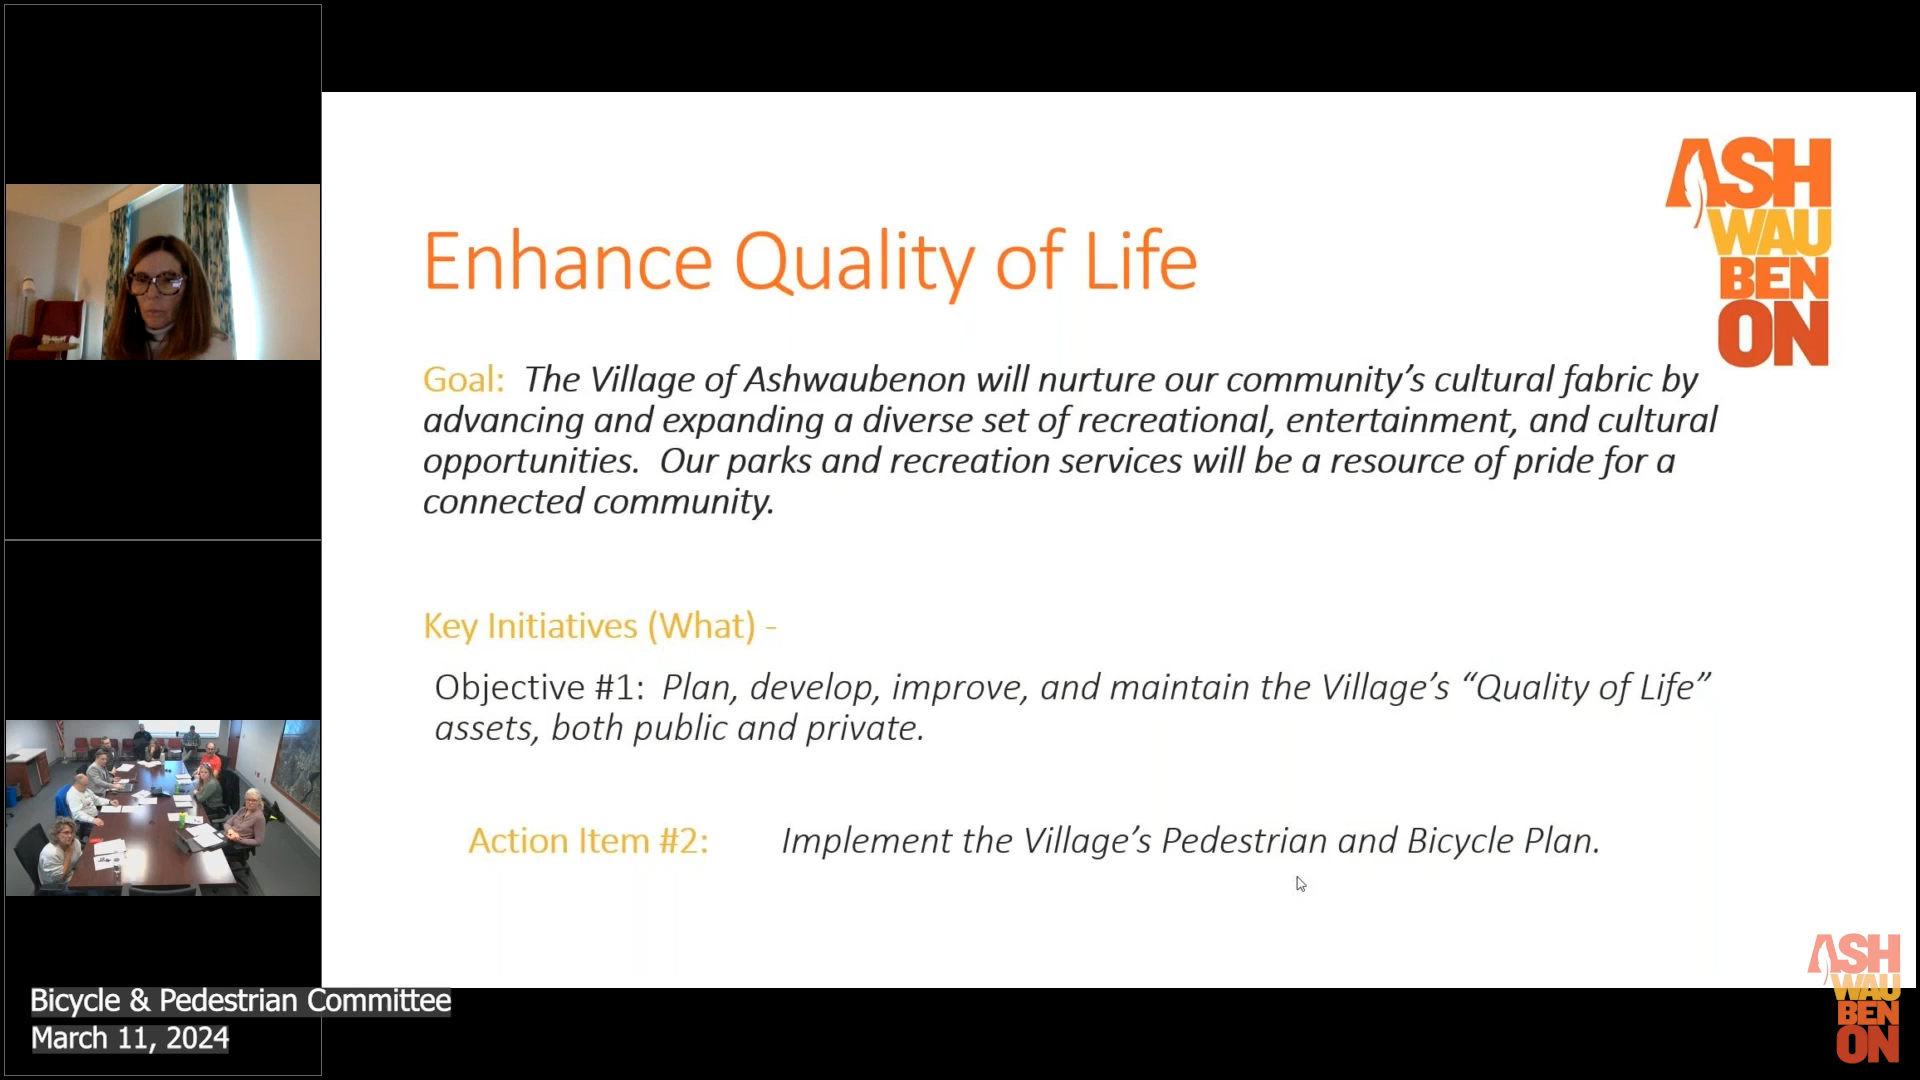 ASH
WAU
BEN
ON
Enhance Quality of Life
Goal: The Village of Ashwaubenon will nurture our community’s cultural fabric by
advancing and expanding a diverse set of recreational, entertainment, and cultural
opportunities. Our parks and recreation services will be a resource of pride for a
connected community.
Key Initiatives (What) -
Objective #1: Plan, develop, improve, and maintain the Village’s “Quality of Life”
assets, both public and private.
Action Item #2: Implement the Village’s Pedestrian and Bicycle Plan.
Bicycle & Pedestrian Committee
March 11, 2024
ASH
WAU
BEN
ON